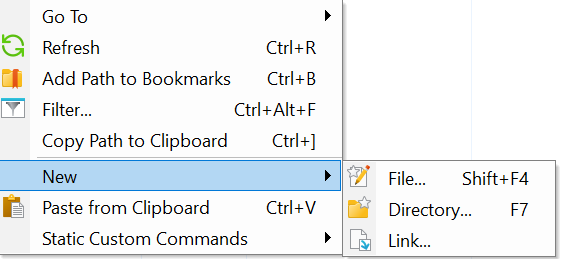 Go To
Refresh Ctrl+R
Add Path to Bookmarks Ctrl+B
Filter... Ctrl+Alt+F
Copy Path to Clipboard Ctrl+]
New
Paste from Clipboard Ctrl+V
Static Custom Commands
File... Shift+F4
Directory... F7
Link...